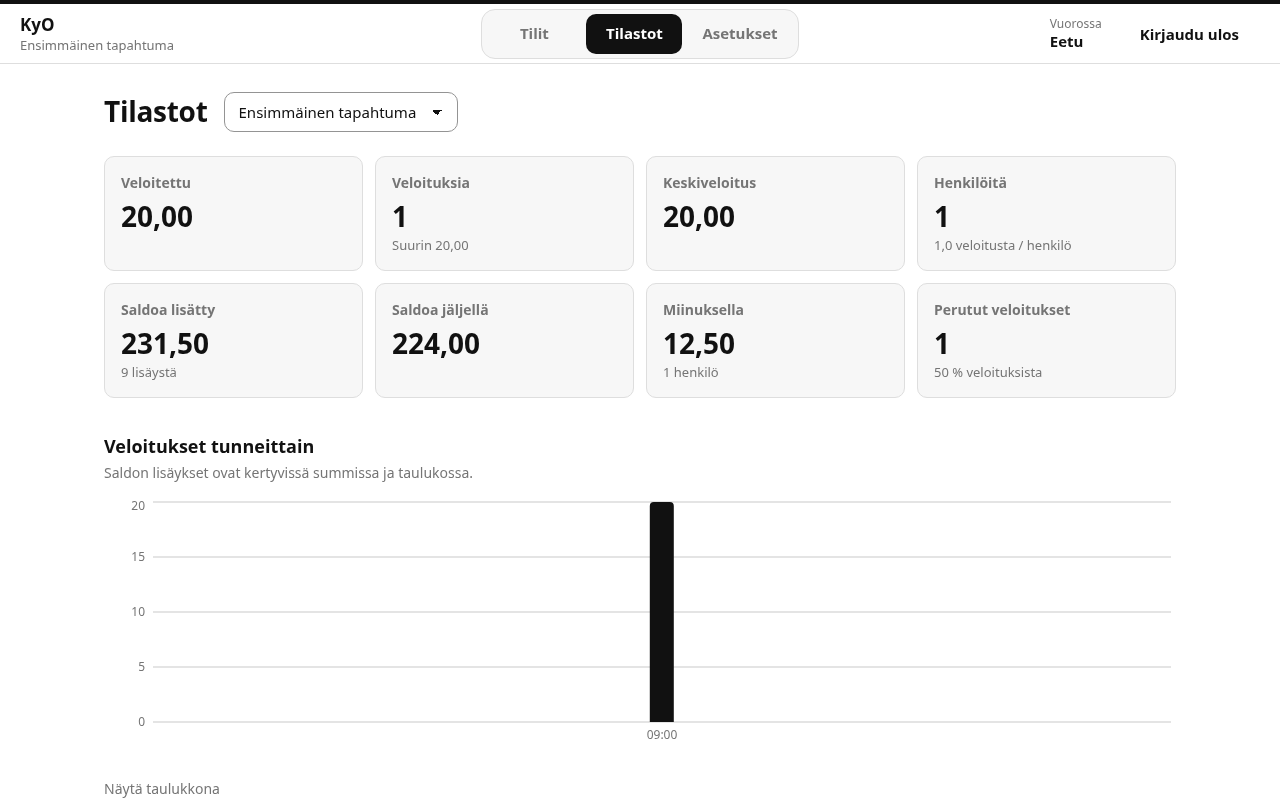 KyO
Ensimmäinen tapahtuma
Tilit
Tilastot
Asetukset
Vuorossa
Eetu
Kirjaudu ulos
Tilastot
Ensimmäinen tapahtuma
Veloitettu
20,00
Veloituksia
1
Suurin 20,00
Keskiveloitus
20,00
Henkilöitä
1
1,0 veloitusta / henkilö
Saldoa lisätty
231,50
9 lisäystä
Saldoa jäljellä
224,00
Miinuksella
12,50
1 henkilö
Perutut veloitukset
1
50 % veloituksista
Veloitukset tunneittain
Saldon lisäykset ovat kertyvissä summissa ja taulukossa.
20
15
10
5
0
09:00
Näytä taulukkona